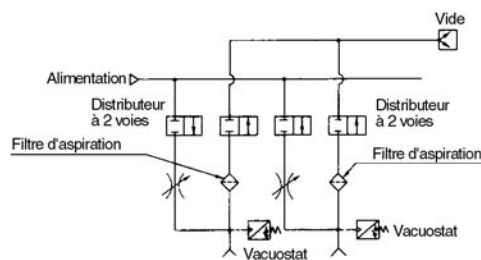 Vide
Alimentation
Distributeur
à 2 voies
Distributeur
à 2 voies
Filtre d'aspiration
Filtre d'aspiration
Vacuostat
Vacuostat